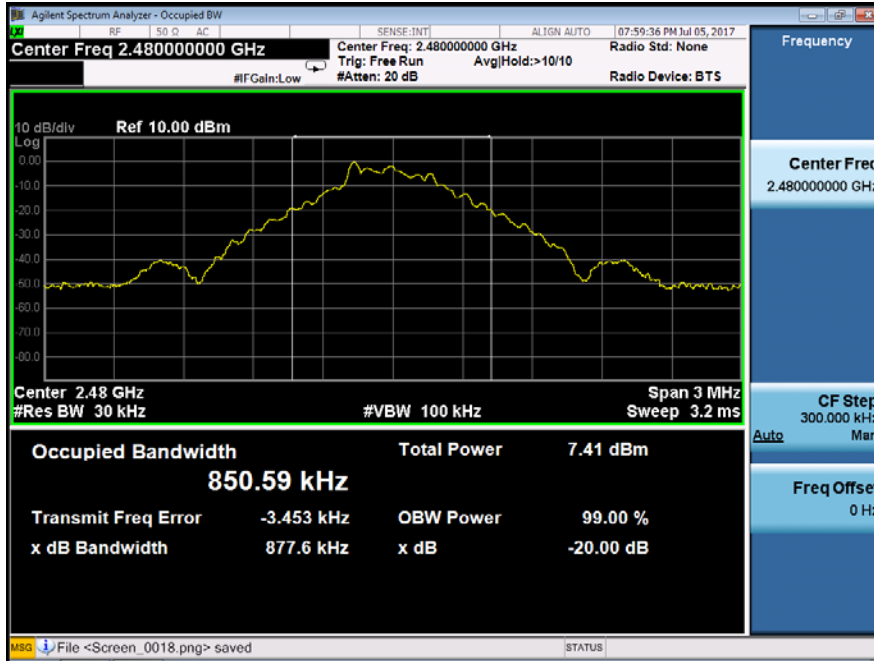 Agilent Spectrum Analyzer - Occupied BW
LXI RF 50 Ω AC SENSE:INT ALIGN AUTO 07:59:36 PM Jul 05, 2017
Center Freq 2.480000000 GHz
Center Freq: 2.480000000 GHz
Radio Std: None
Trig: Free Run Avg|Hold:>10/10
#IFGain:Low
#Atten: 20 dB
Radio Device: BTS
10 dB/div Ref 10.00 dBm
Log
0.00
-10.0
-20.0
-30.0
-40.0
-50.0
-60.0
-70.0
-80.0
Center 2.48 GHz
Span 3 MHz
#Res BW 30 kHz
#VBW 100 kHz
Sweep 3.2 ms
Occupied Bandwidth
850.59 kHz
Total Power 7.41 dBm
Transmit Freq Error -3.453 kHz
OBW Power 99.00 %
x dB Bandwidth 877.6 kHz
x dB -20.00 dB
Frequency
Center Freq
2.480000000 GHz
CF Step
300.000 kHz
Auto Man
Freq Offset
0 Hz
MSG File <Screen_0018.png> saved
STATUS